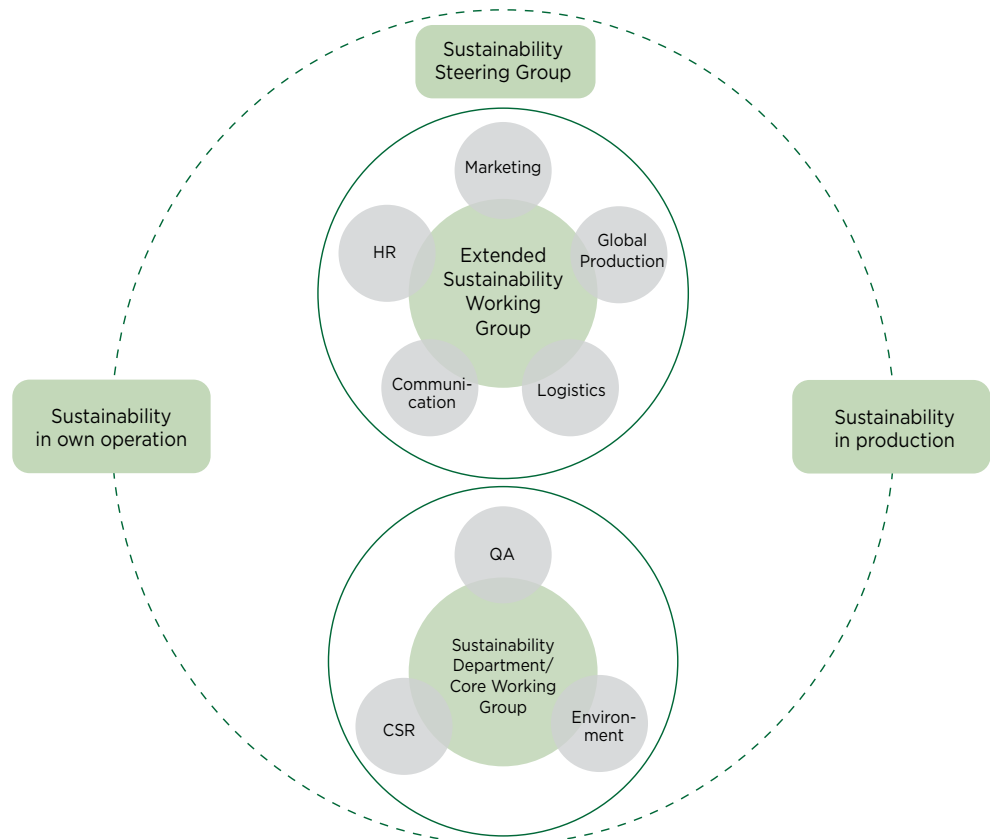 Sustainability
Steering Group
Marketing
HR
Global
Production
Extended
Sustainability
Working
Group
Communi-
cation
Logistics
Sustainability
in own operation
Sustainability
in production
QA
Sustainability
Department/
Core Working
Group
CSR
Environ-
ment